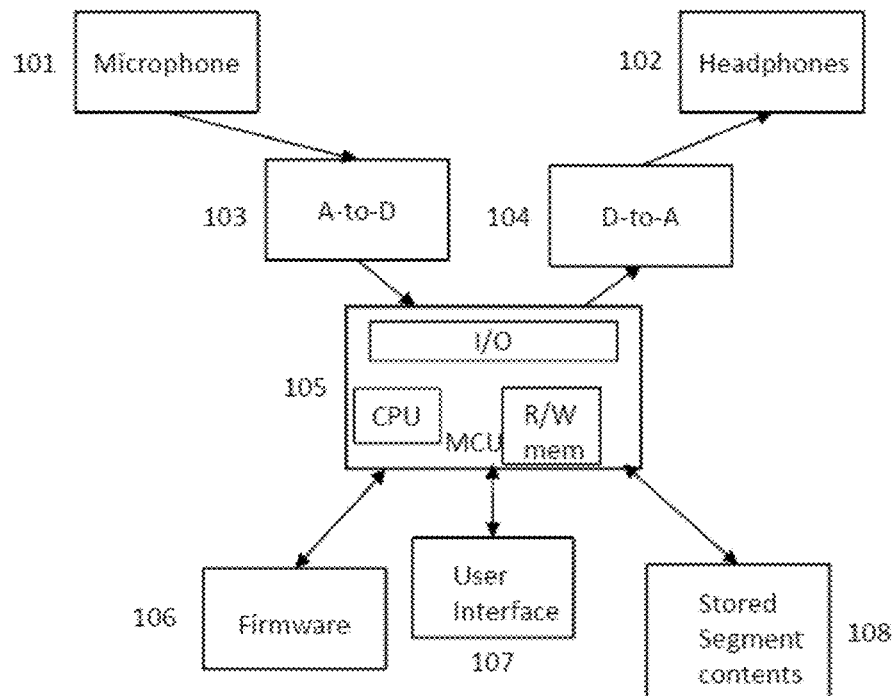 101 Microphone 102 Headphones
103 A-to-D 104 D-to-A
I/O
105
CPU R/W
MCU mem
User
Interface
106 Firmware
107
Stored
Segment 108
contents